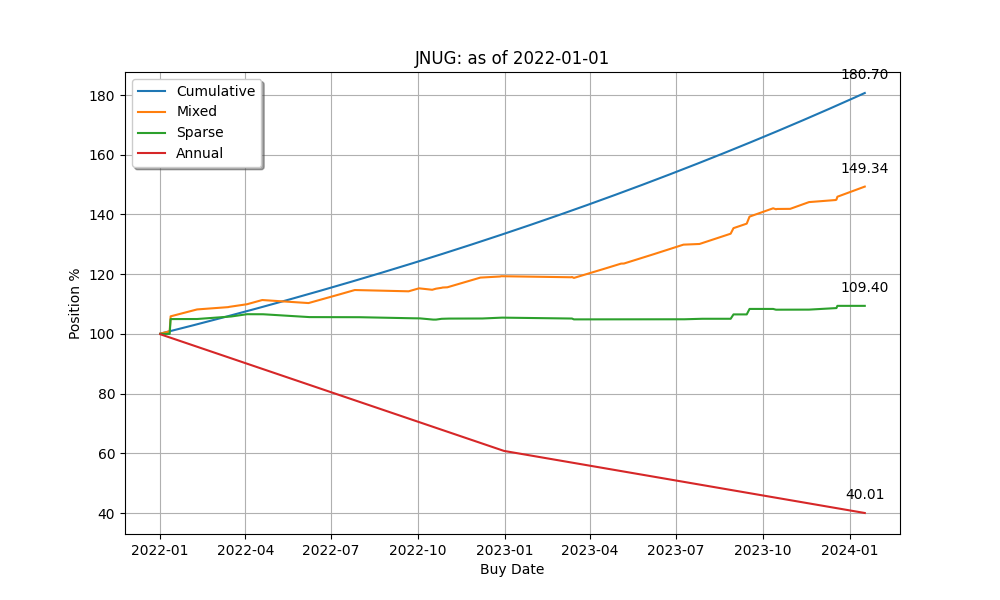 JNUG: as of 2022-01-01
Cumulative
Mixed
Sparse
Annual
180.70
149.34
109.40
40.01
180
160
140
120
100
80
60
40
Position %
2022-01 2022-04 2022-07 2022-10 2023-01 2023-04 2023-07 2023-10 2024-01
Buy Date